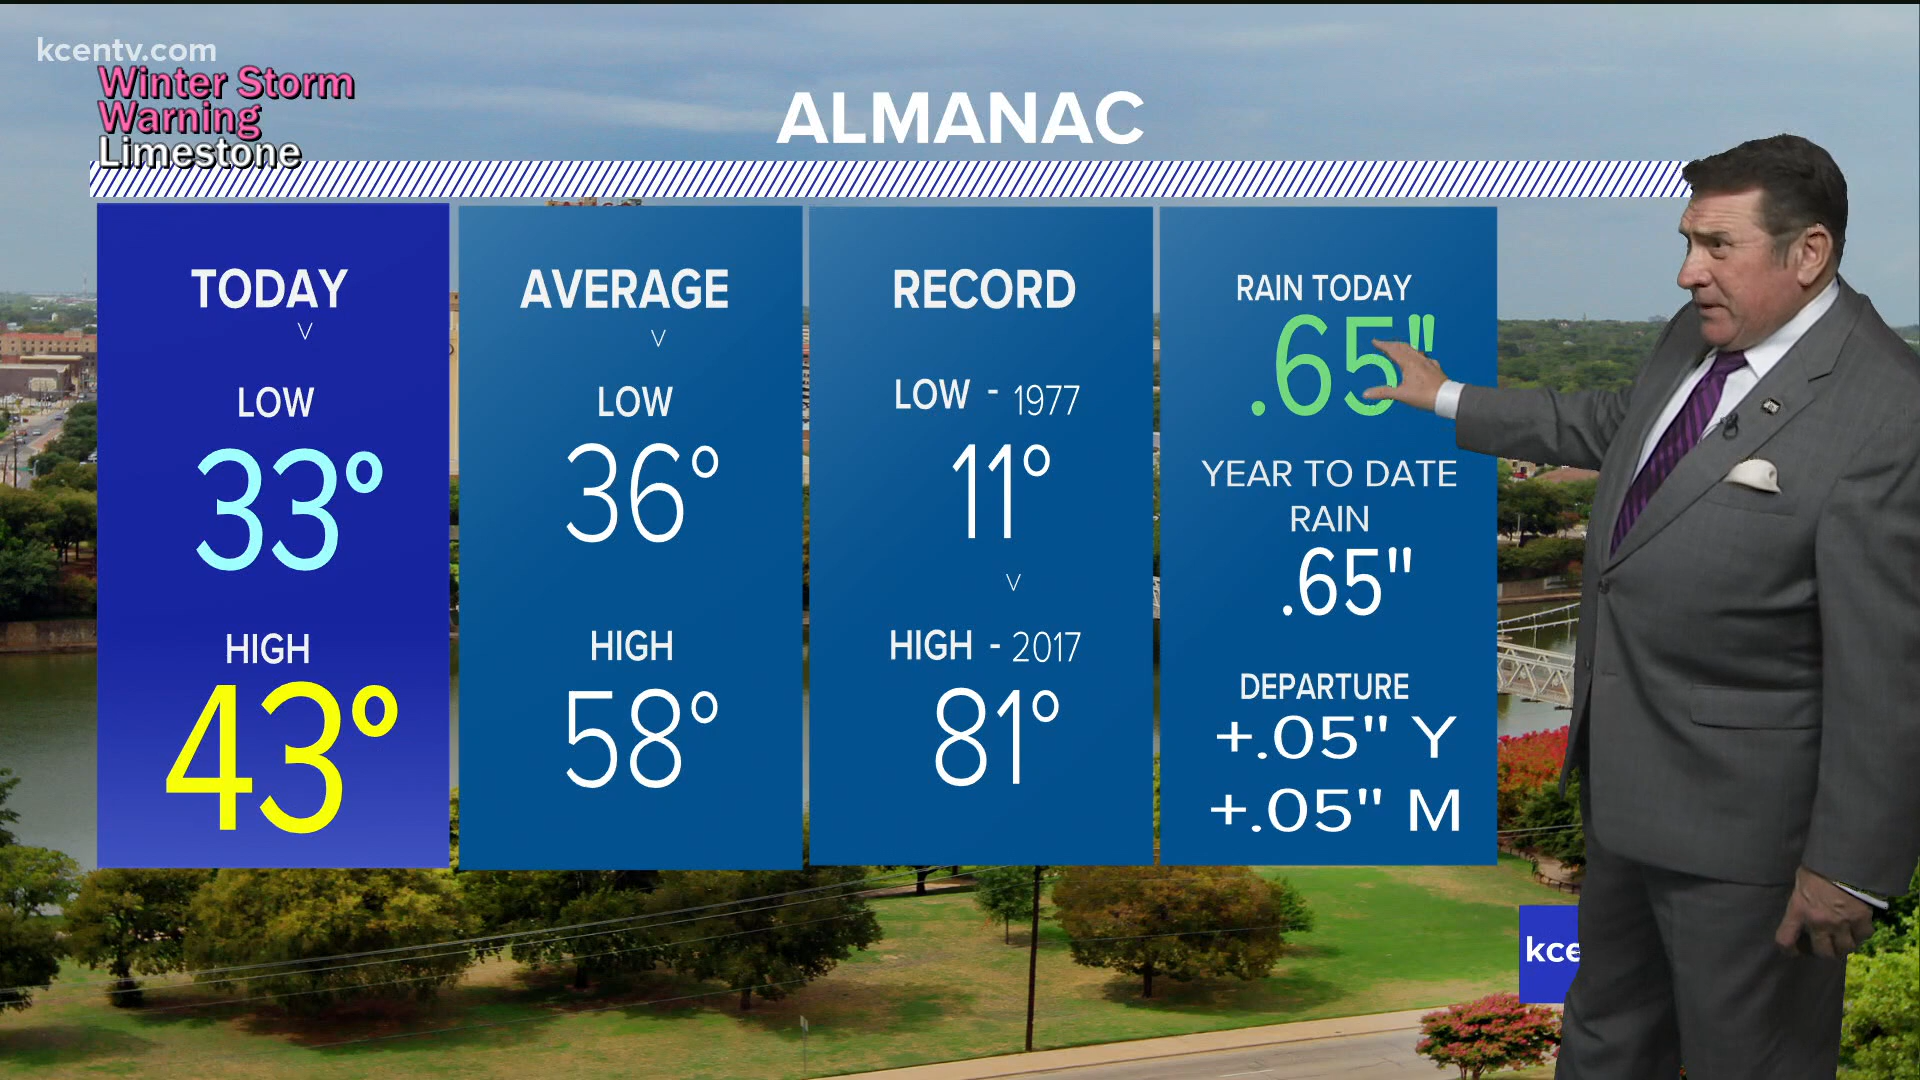 kcentv.com
Winter Storm
Warning
Limestone
ALMANAC
TODAY
LOW
33°
HIGH
43°
AVERAGE
LOW
36°
HIGH
58°
RECORD
LOW - 1977
11°
HIGH - 2017
81°
RAIN TODAY
.65"
YEAR TO DATE
RAIN
.65"
DEPARTURE
+.05" Y
+.05" M
kce